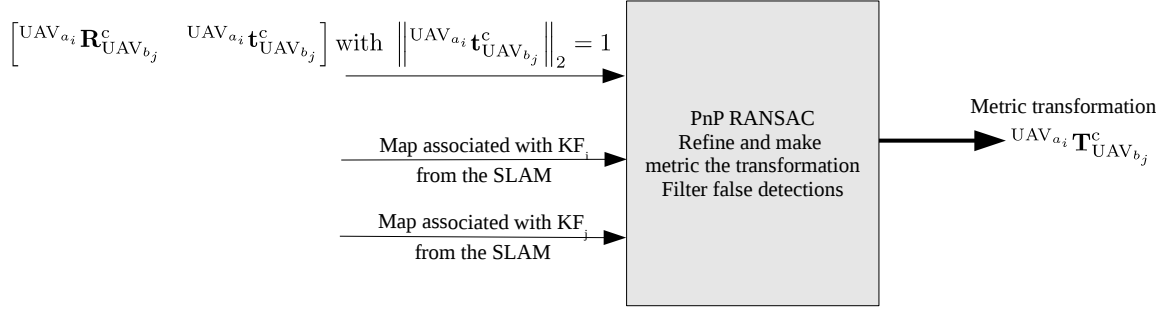 [ ^{UAV_{a_i}} R^c_{UAV_{b_j}} ^{UAV_{a_i}} t^c_{UAV_{b_j}} ] with ‖ ^{UAV_{a_i}} t^c_{UAV_{b_j}} ‖_2 = 1
Map associated with KF_i
from the SLAM
Map associated with KF_j
from the SLAM
PnP RANSAC
Refine and make
metric the transformation
Filter false detections
Metric transformation
^{UAV_{a_i}} T^c_{UAV_{b_j}}